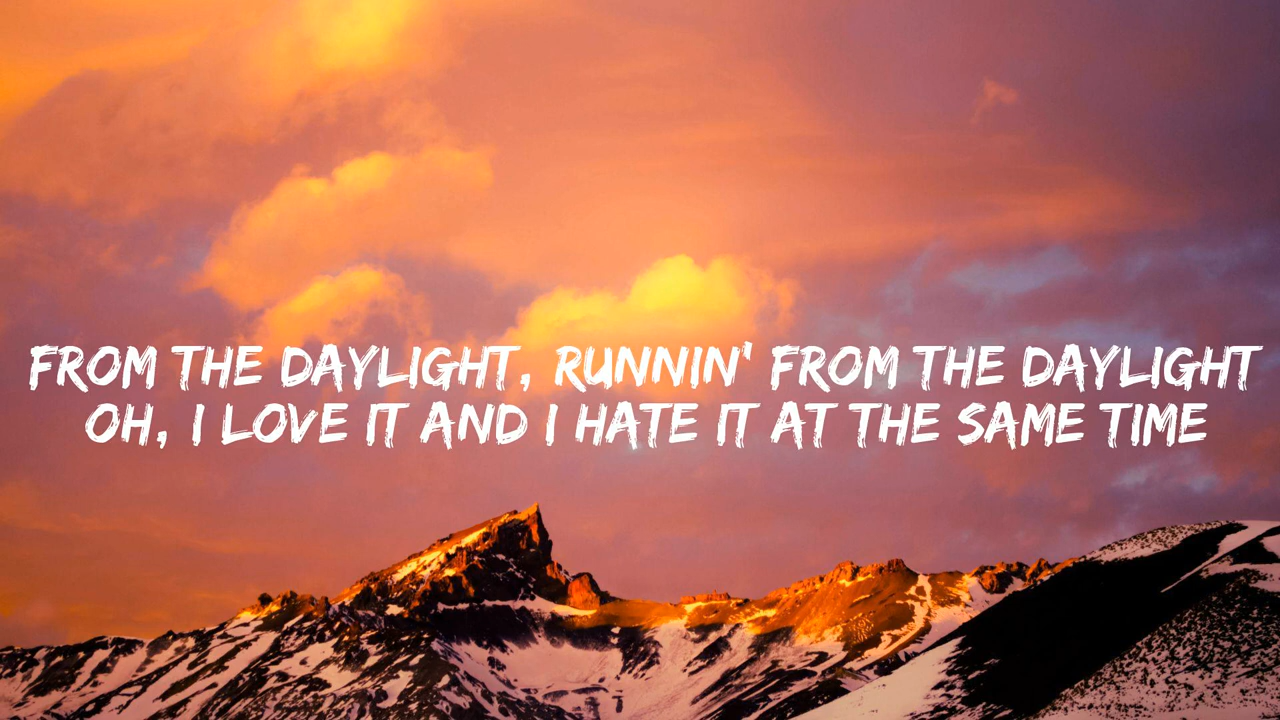 FROM THE DAYLIGHT, RUNNIN' FROM THE DAYLIGHT
OH, I LOVE IT AND I HATE IT AT THE SAME TIME